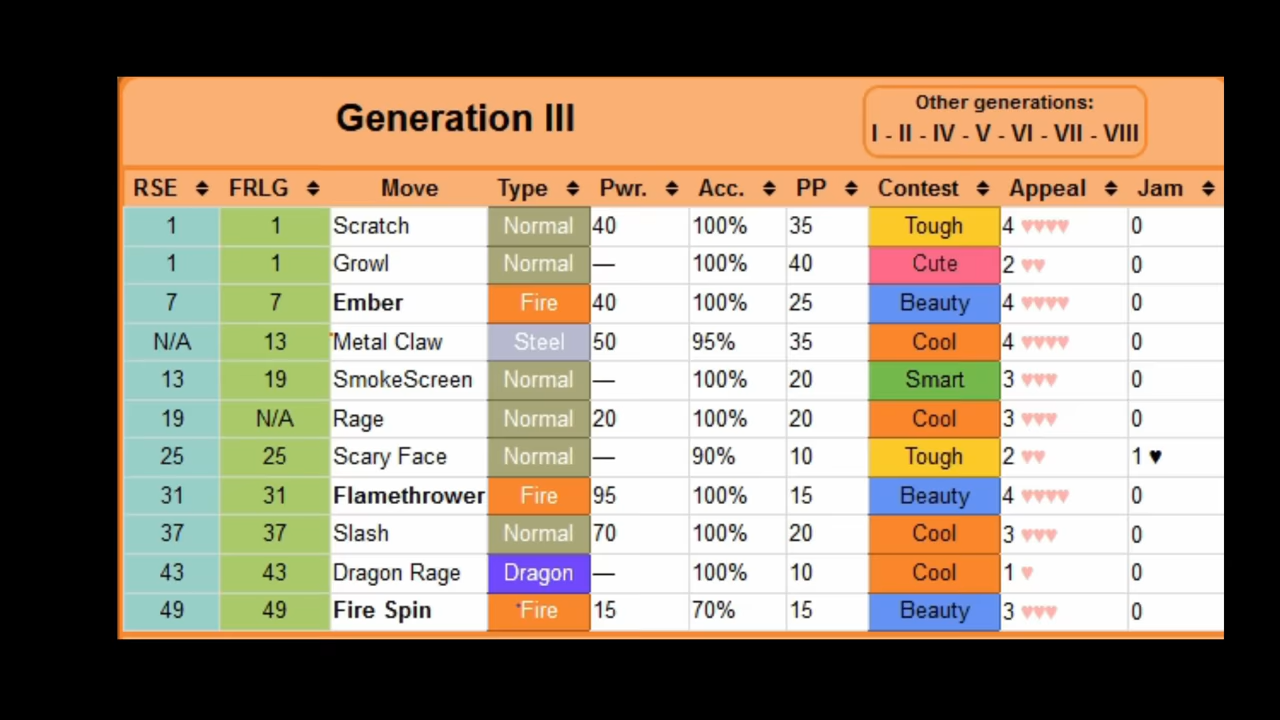 Generation III
Other generations:
I - II - IV - V - VI - VII - VIII
RSE FRLG Move Type Pwr. Acc. PP Contest Appeal Jam
1 1 Scratch Normal 40 100% 35 Tough 4 ♥♥♥♥ 0
1 1 Growl Normal — 100% 40 Cute 2 ♥♥ 0
7 7 Ember Fire 40 100% 25 Beauty 4 ♥♥♥♥ 0
N/A 13 Metal Claw Steel 50 95% 35 Cool 4 ♥♥♥♥ 0
13 19 SmokeScreen Normal — 100% 20 Smart 3 ♥♥♥ 0
19 N/A Rage Normal 20 100% 20 Cool 3 ♥♥♥ 0
25 25 Scary Face Normal — 90% 10 Tough 2 ♥♥ 1 ♥
31 31 Flamethrower Fire 95 100% 15 Beauty 4 ♥♥♥♥ 0
37 37 Slash Normal 70 100% 20 Cool 3 ♥♥♥ 0
43 43 Dragon Rage Dragon — 100% 10 Cool 1 ♥ 0
49 49 Fire Spin Fire 15 70% 15 Beauty 3 ♥♥♥ 0